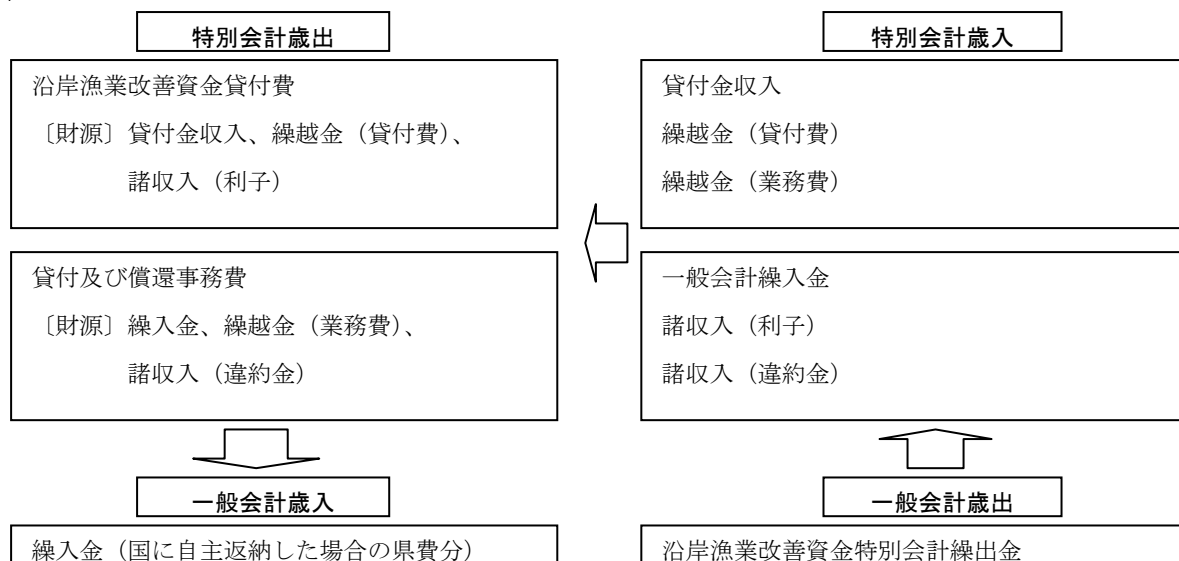 特別会計歳出
沿岸漁業改善資金貸付費
〔財源〕貸付金収入、繰越金（貸付費）、
諸収入（利子）
貸付及び償還事務費
〔財源〕繰入金、繰越金（業務費）、
諸収入（違約金）
一般会計歳入
繰入金（国に自主返納した場合の県費分）
特別会計歳入
貸付金収入
繰越金（貸付費）
繰越金（業務費）
一般会計繰入金
諸収入（利子）
諸収入（違約金）
一般会計歳出
沿岸漁業改善資金特別会計繰出金